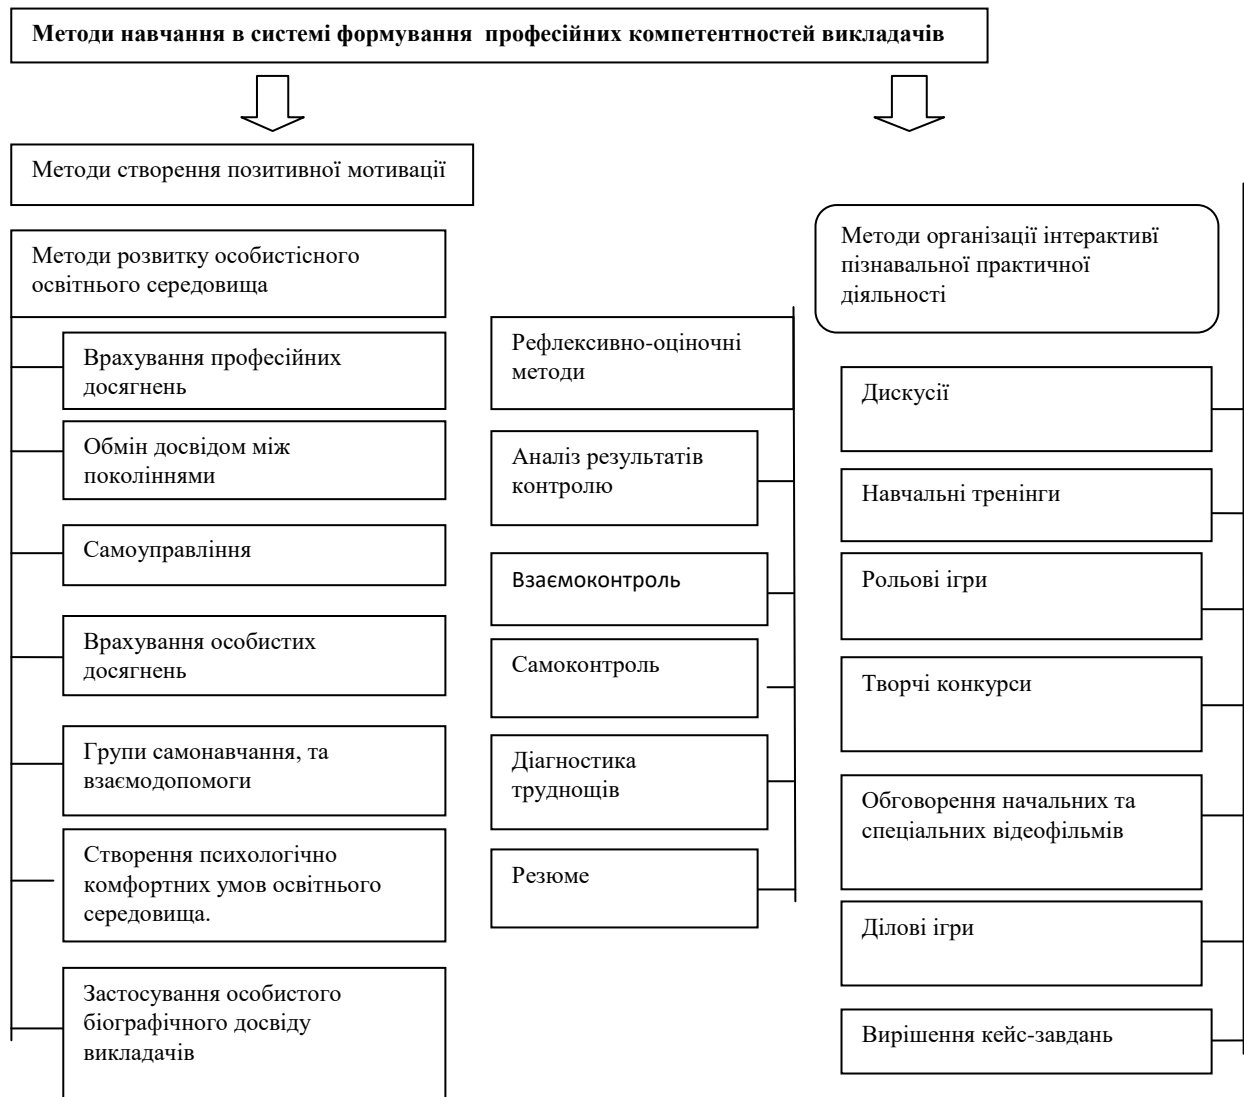 Методи навчання в системі формування  професійних компетентностей викладачів
Методи створення позитивної мотивації
Методи розвитку особистісного
освітнього середовища
Врахування професійних
досягнень
Обмін досвідом між
поколіннями
Самоуправління
Врахування особистих
досягнень
Групи самонавчання, та
взаємодопомоги
Створення психологічно
комфортних умов освітнього
середовища.
Застосування особистого
біографічного досвіду
викладачів
Рефлексивно-оціночні
методи
Аналіз результатів
контролю
Взаємоконтроль
Самоконтроль
Діагностика
труднощів
Резюме
Методи організації інтерактивї
пізнавальної практичної
діяльності
Дискусії
Навчальні тренінги
Рольові ігри
Творчі конкурси
Обговорення начальних та
спеціальних відеофільмів
Ділові ігри
Вирішення кейс-завдань